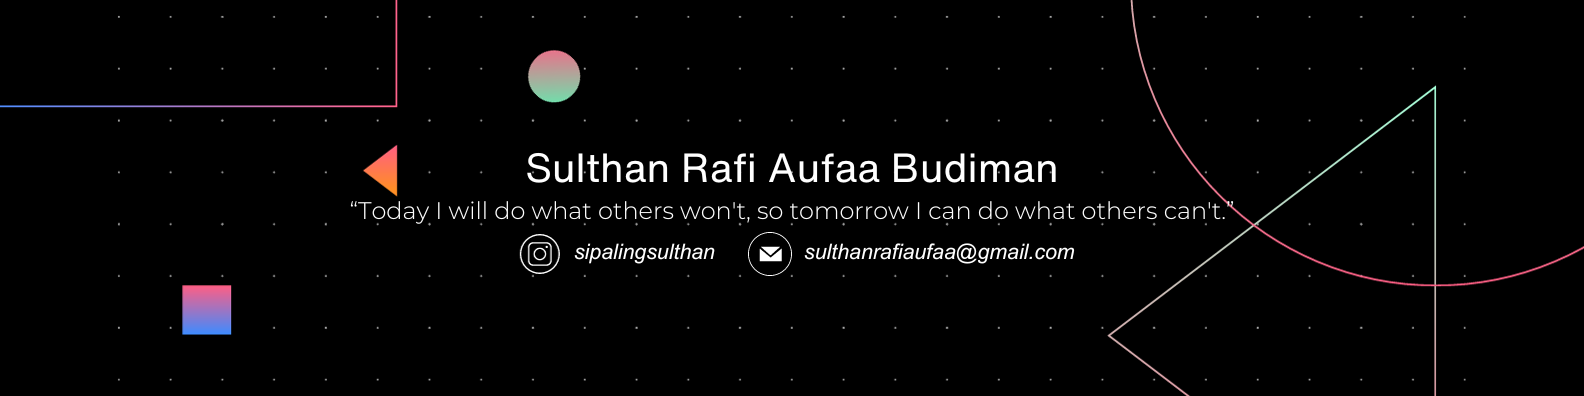 Sulthan Rafi Aufaa Budiman
“Today I will do what others won't, so tomorrow I can do what others can't.”
sipalingsulthan sulthanrafiaufaa@gmail.com